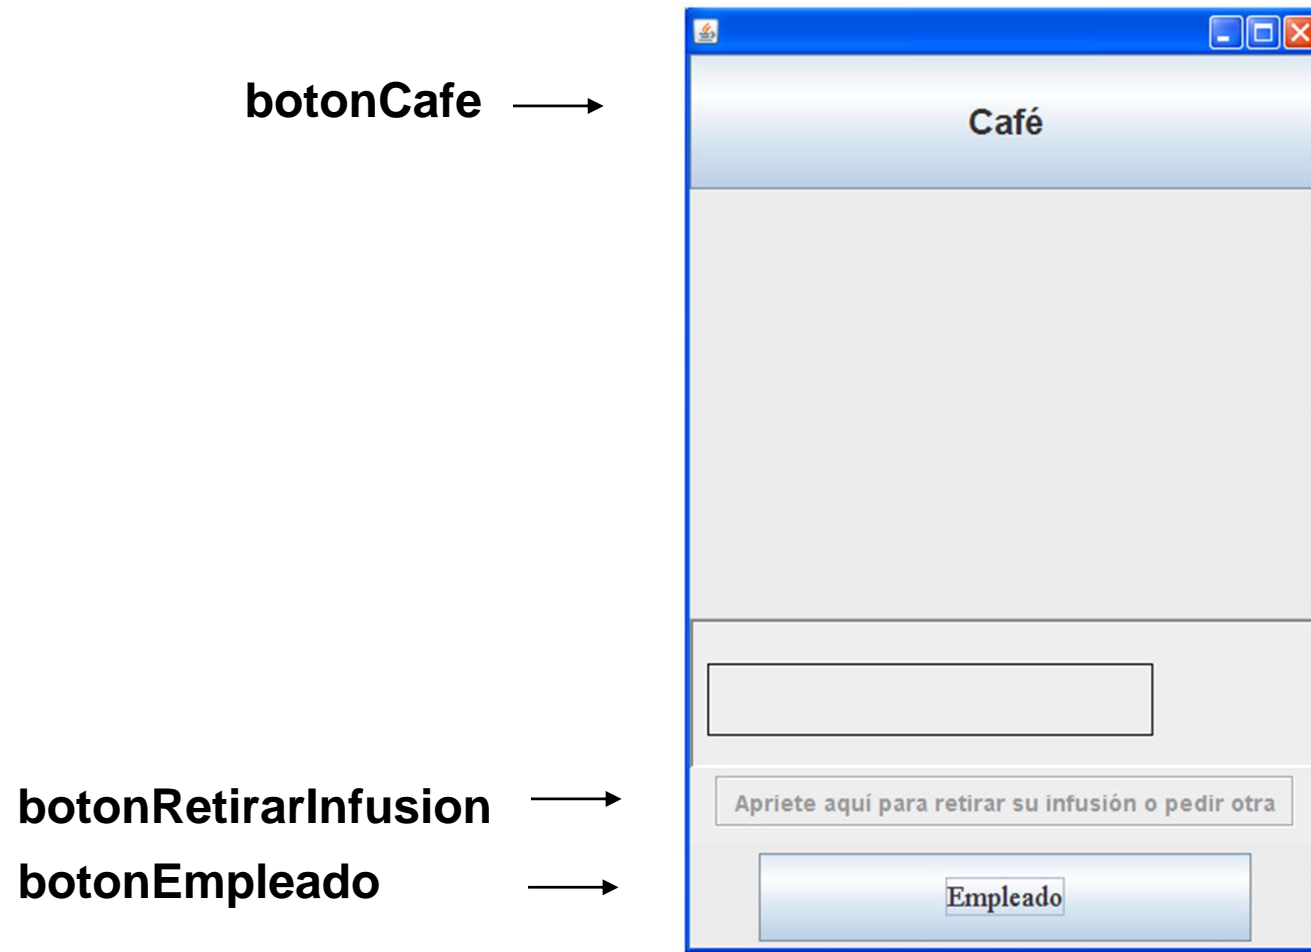 botonCafe
Café
botonRetirarInfusion
Apriete aquí para retirar su infusión o pedir otra
botonEmpleado
Empleado